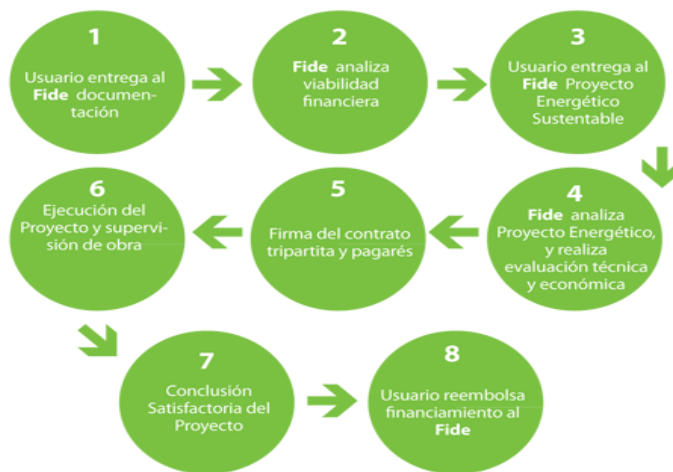 1
Usuario entrega al
Fide documen-
tación
2
Fide analiza
viabilidad
financiera
3
Usuario entrega al
Fide Proyecto
Energético
Sustentable
4
Fide analiza
Proyecto Energético,
y realiza
evaluación técnica
y económica
5
Firma del contrato
tripartita y pagarés
6
Ejecución del
Proyecto y supervi-
sión de obra
7
Conclusión
Satisfactoria del
Proyecto
8
Usuario reembolsa
financiamiento al
Fide